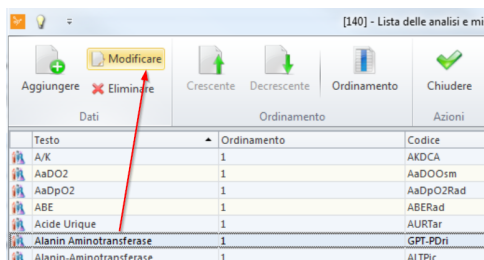 [140] - Lista delle analisi e mi
Modificare
Aggiungere
Eliminare
Crescente
Decrescente
Ordinamento
Chiudere
Dati
Ordinamento
Azioni
Testo Ordinamento Codice
A/K 1 AKDCA
AaDO2 1 AaDOOsm
AaDpO2 1 AaDpO2Rad
ABE 1 ABERad
Acide Urique 1 AURTar
Alanin Aminotransferase 1 GPT-PDri
Alanin-Aminotransferase 1 ALTPic